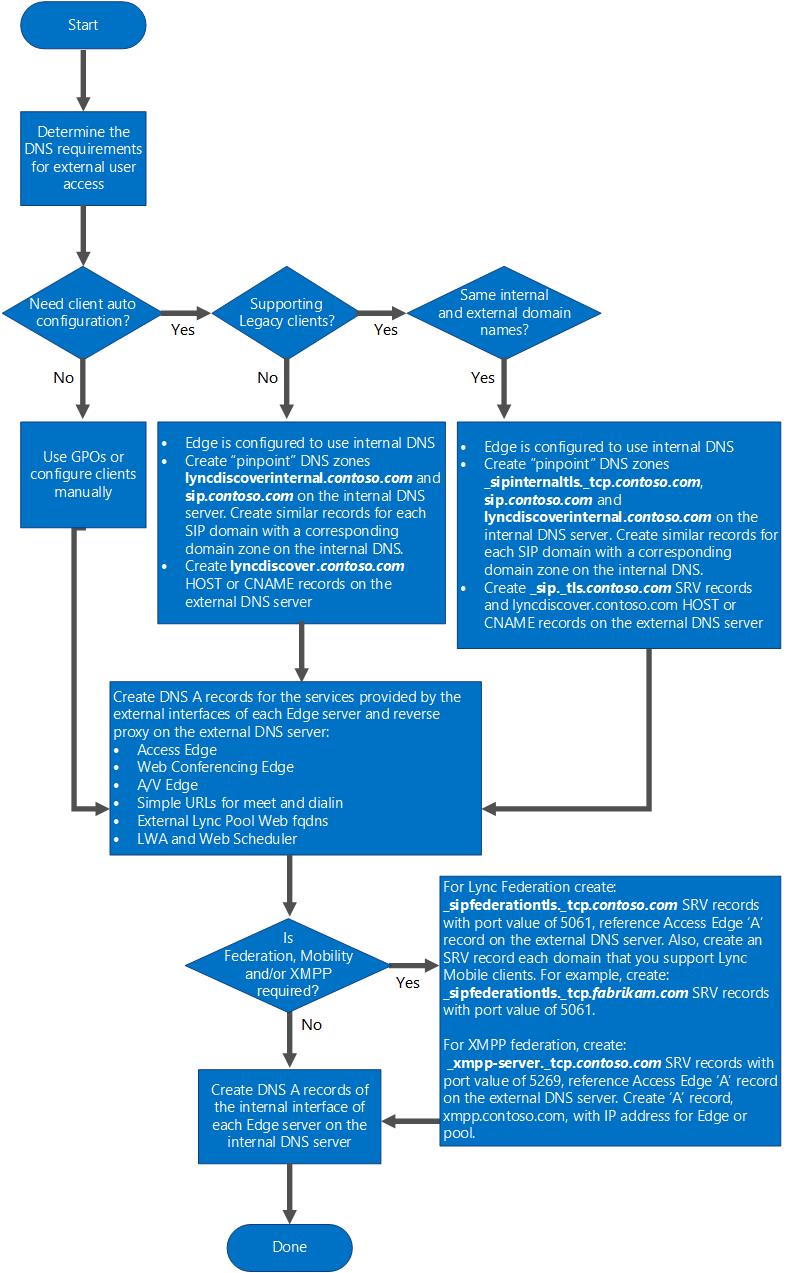 Start
Determine the
DNS requirements
for external user
access
Need client auto
configuration?
Yes
Supporting
Legacy clients?
Yes
Same internal
and external domain
names?
No
No
Yes
Use GPOs or
configure clients
manually
• Edge is configured to use internal DNS
• Create “pinpoint” DNS zones
lyncdiscoverinternal.contoso.com and
sip.contoso.com on the internal DNS
server. Create similar records for each
SIP domain with a corresponding
domain zone on the internal DNS.
• Create lyncdiscover.contoso.com
HOST or CNAME records on the
external DNS server
• Edge is configured to use internal DNS
• Create “pinpoint” DNS zones
_sipinternaltls._tcp.contoso.com,
sip.contoso.com and
lyncdiscoverinternal.contoso.com on the
internal DNS server. Create similar records for
each SIP domain with a corresponding
domain zone on the internal DNS.
• Create _sip._tls.contoso.com SRV records
and lyncdiscover.contoso.com HOST or
CNAME records on the external DNS server
Create DNS A records for the services provided by the
external interfaces of each Edge server and reverse
proxy on the external DNS server:
• Access Edge
• Web Conferencing Edge
• A/V Edge
• Simple URLs for meet and dialin
• External Lync Pool Web fqdns
• LWA and Web Scheduler
Is
Federation, Mobility
and/or XMPP
required?
Yes
No
For Lync Federation create:
_sipfederationtls._tcp.contoso.com SRV records
with port value of 5061, reference Access Edge ‘A’
record on the external DNS server. Also, create an
SRV record each domain that you support Lync
Mobile clients. For example, create:
_sipfederationtls._tcp.fabrikam.com SRV records
with port value of 5061.
For XMPP federation, create:
_xmpp-server._tcp.contoso.com SRV records with
port value of 5269, reference Access Edge ‘A’ record
on the external DNS server. Create ‘A’ record,
xmpp.contoso.com, with IP address for Edge or
pool.
Create DNS A records of
the internal interface of
each Edge server on the
internal DNS server
Done